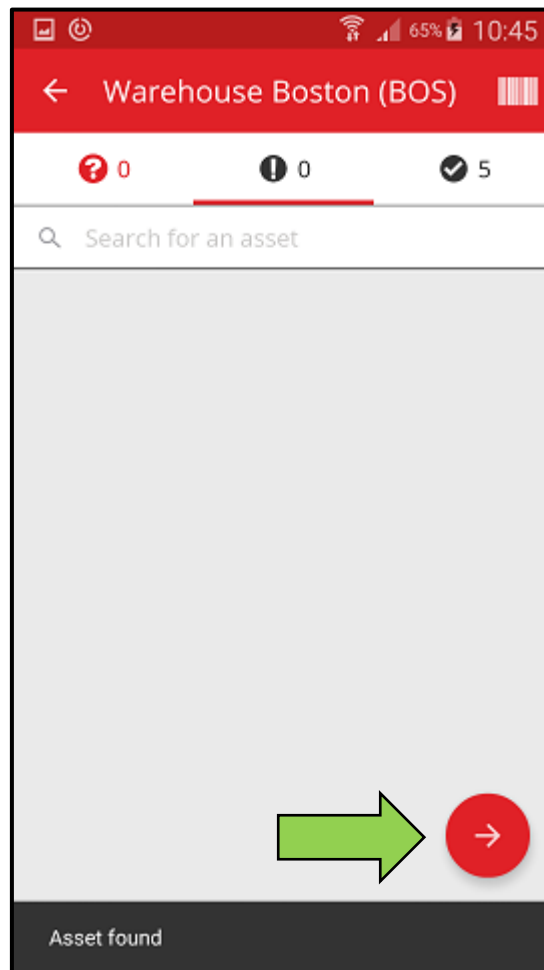 65% 10:45
Warehouse Boston (BOS)
0 0 5
Search for an asset
Asset found